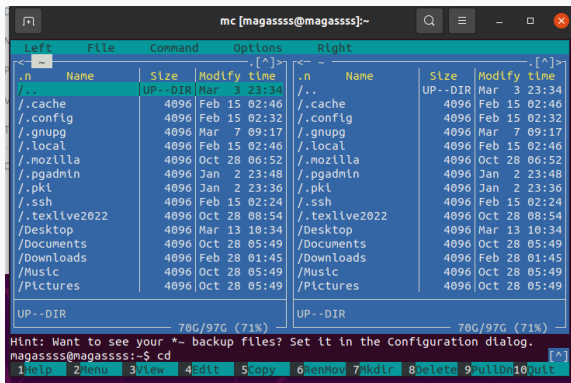 mc [magassss@magassss]:~
Left File Command Options Right
<- ~ .[^]> <- ~ .[^]>
.n Name Size Modify time .n Name Size Modify time
/.. UP--DIR Mar 3 23:34 /.. UP--DIR Mar 3 23:34
/.cache 4096 Feb 15 02:46 /.cache 4096 Feb 15 02:46
/.config 4096 Feb 15 02:32 /.config 4096 Feb 15 02:32
/.gnupg 4096 Mar 7 09:17 /.gnupg 4096 Mar 7 09:17
/.local 4096 Feb 15 02:46 /.local 4096 Feb 15 02:46
/.mozilla 4096 Oct 28 06:52 /.mozilla 4096 Oct 28 06:52
/.pgadmin 4096 Jan 2 23:48 /.pgadmin 4096 Jan 2 23:48
/.pki 4096 Jan 2 23:36 /.pki 4096 Jan 2 23:36
/.ssh 4096 Feb 15 02:24 /.ssh 4096 Feb 15 02:24
/.texlive2022 4096 Oct 28 08:54 /.texlive2022 4096 Oct 28 08:54
/Desktop 4096 Mar 13 10:34 /Desktop 4096 Mar 13 10:34
/Documents 4096 Oct 28 05:49 /Documents 4096 Oct 28 05:49
/Downloads 4096 Feb 28 01:45 /Downloads 4096 Feb 28 01:45
/Music 4096 Oct 28 05:49 /Music 4096 Oct 28 05:49
/Pictures 4096 Oct 28 05:49 /Pictures 4096 Oct 28 05:49
UP--DIR UP--DIR
70G/97G (71%) 70G/97G (71%)
Hint: Want to see your *~ backup files? Set it in the Configuration dialog.
magassss@magassss:~$ cd [^]
1Help 2Menu 3View 4Edit 5Copy 6RenMov 7Mkdir 8Delete 9PullDn 10Quit